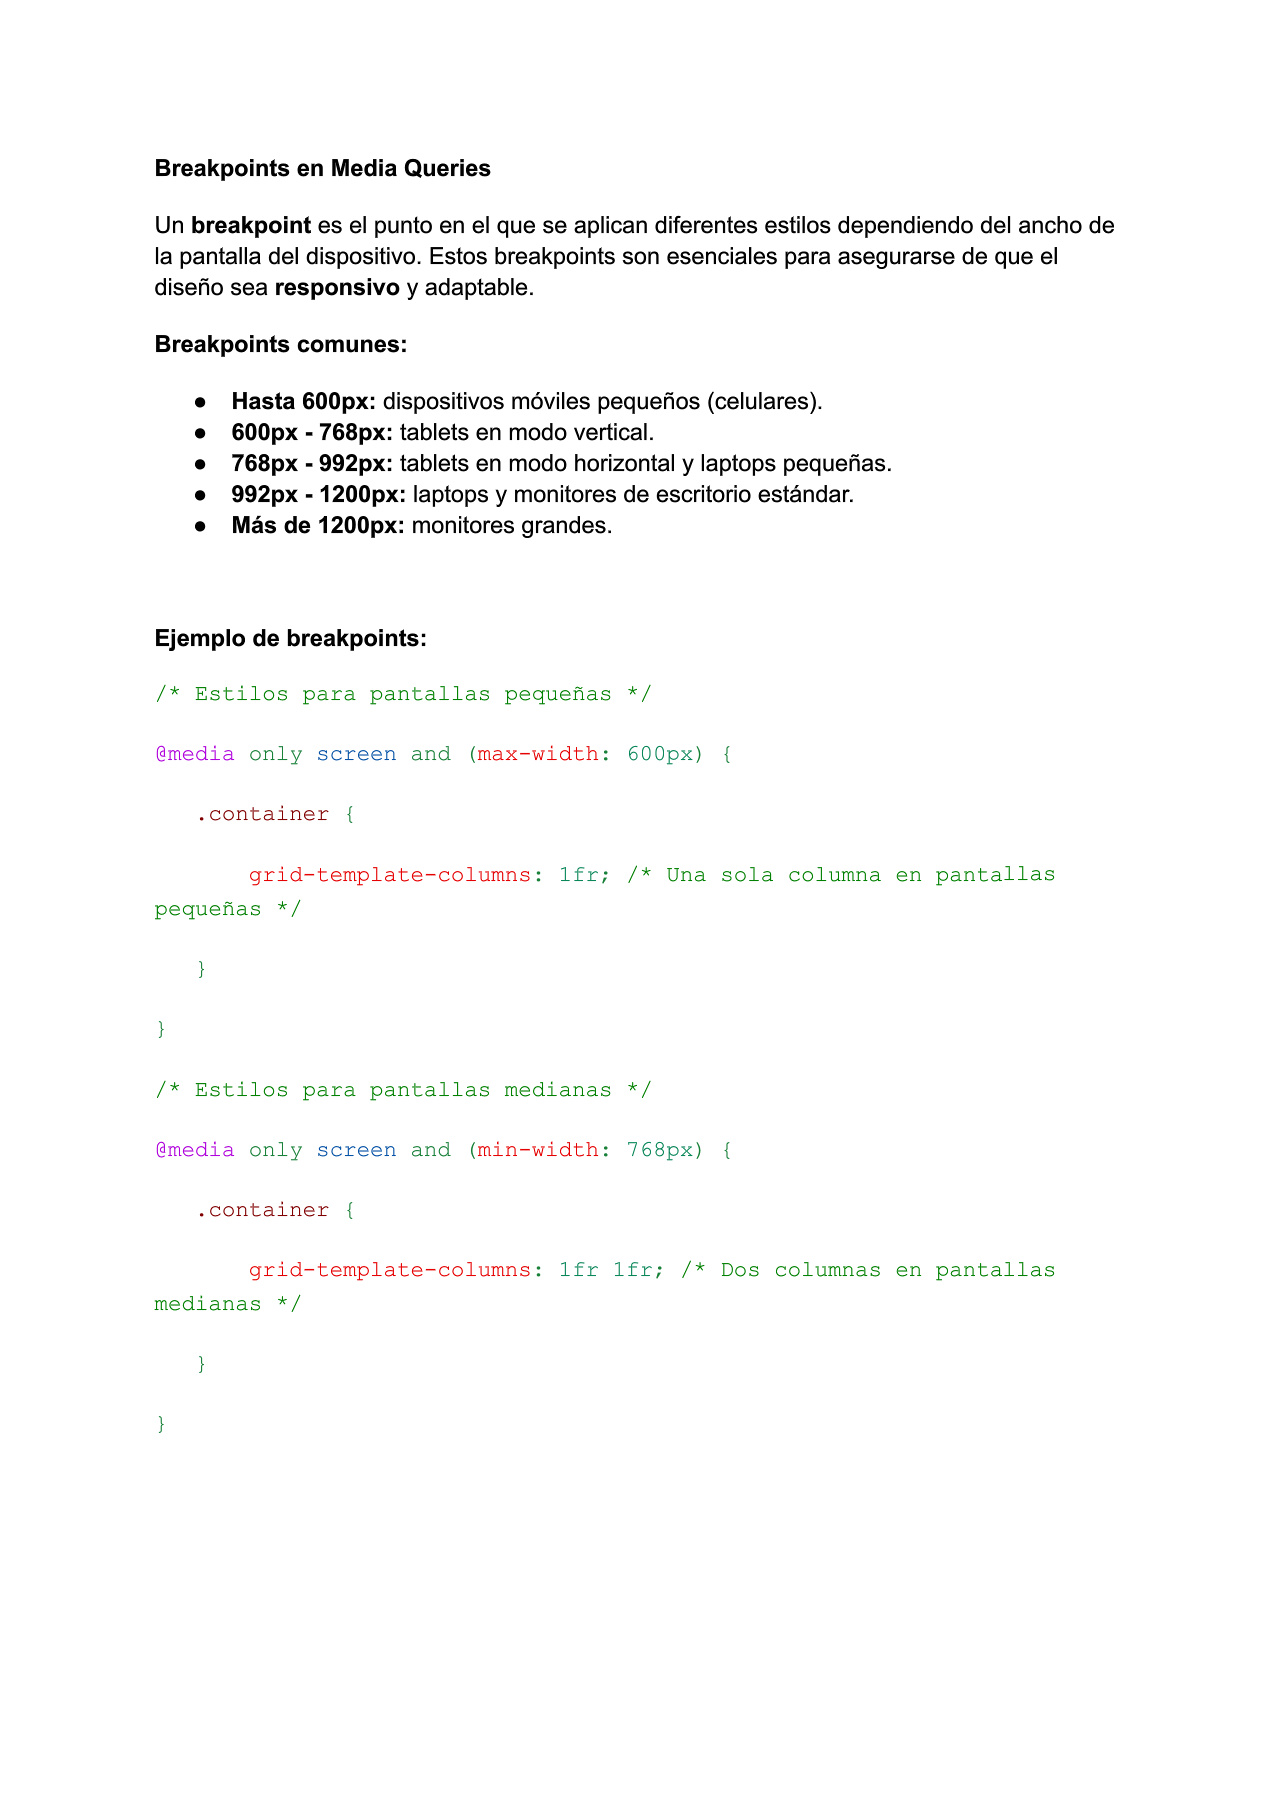 Breakpoints en Media Queries
Un breakpoint es el punto en el que se aplican diferentes estilos dependiendo del ancho de
la pantalla del dispositivo. Estos breakpoints son esenciales para asegurarse de que el
diseño sea responsivo y adaptable.
Breakpoints comunes:
● Hasta 600px: dispositivos móviles pequeños (celulares).
● 600px - 768px: tablets en modo vertical.
● 768px - 992px: tablets en modo horizontal y laptops pequeñas.
● 992px - 1200px: laptops y monitores de escritorio estándar.
● Más de 1200px: monitores grandes.
Ejemplo de breakpoints:
/* Estilos para pantallas pequeñas */
@media only screen and (max-width: 600px) {
.container {
grid-template-columns: 1fr; /* Una sola columna en pantallas
pequeñas */
}
}
/* Estilos para pantallas medianas */
@media only screen and (min-width: 768px) {
.container {
grid-template-columns: 1fr 1fr; /* Dos columnas en pantallas
medianas */
}
}